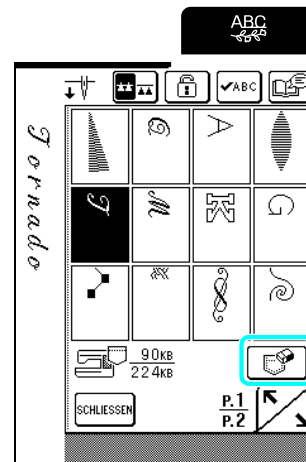 ABC
✔ABC
Tornado
A
T
M
G
90KB
224KB
SCHLIESSEN
P.1
P.2